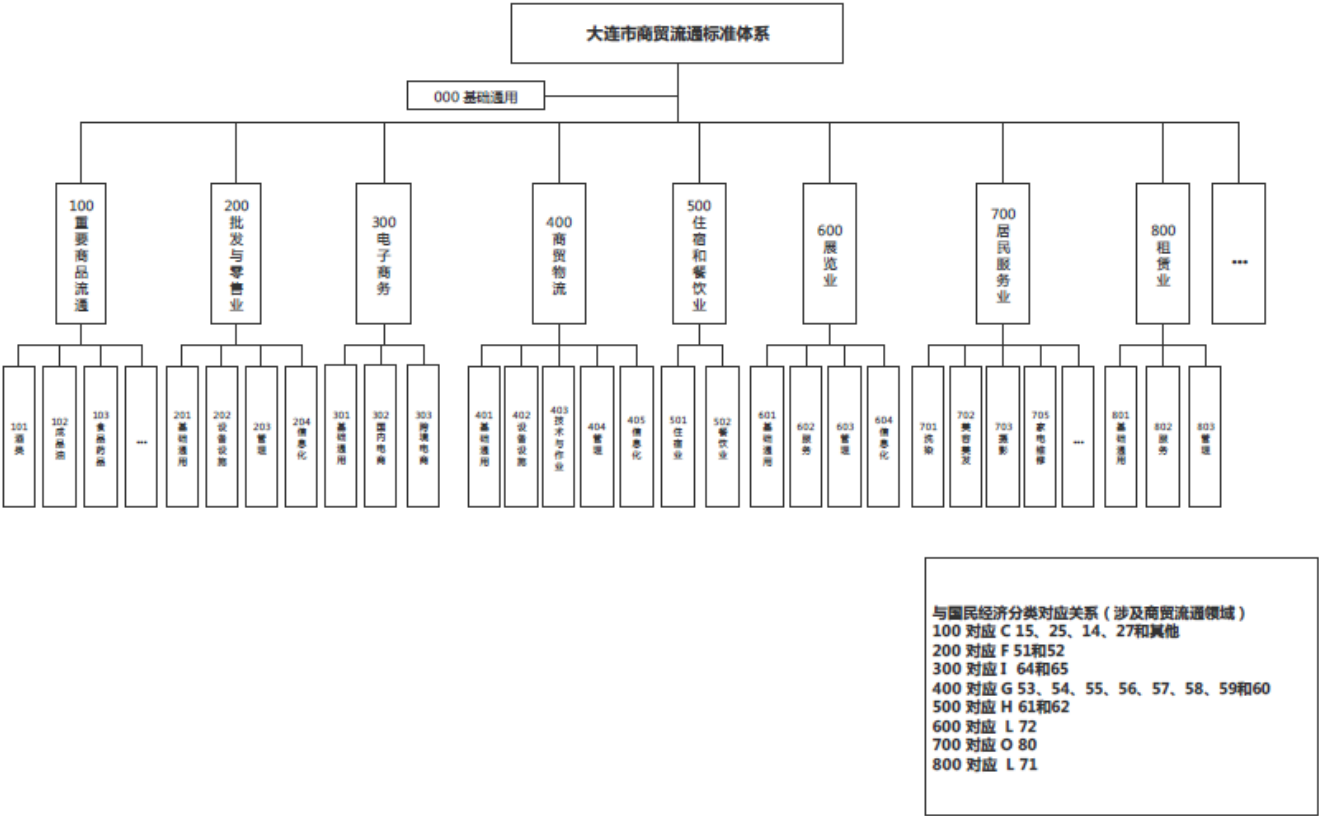 大连市商贸流通标准体系
000 基础通用
100 重要商品流通
200 批发与零售业
300 电子商务
400 商贸物流
500 住宿和餐饮业
600 展览业
700 居民服务业
800 租赁业
...
101 酒类
102 成品油
103 食品药品
...
201 基础通用
202 设备设施
203 管理
204 信息化
301 基础通用
302 国内电商
303 跨境电商
401 基础通用
402 设备设施
403 技术与作业
404 管理
405 信息化
501 住宿业
502 餐饮业
601 基础通用
602 服务
603 管理
604 信息化
701 洗染
702 美容美发
703 摄影
705 家电维修
...
801 基础通用
802 服务
803 管理
与国民经济分类对应关系（涉及商贸流通领域）
100 对应 C 15、25、14、27和其他
200 对应 F 51和52
300 对应 I 64和65
400 对应 G 53、54、55、56、57、58、59和60
500 对应 H 61和62
600 对应 L 72
700 对应 O 80
800 对应 L 71